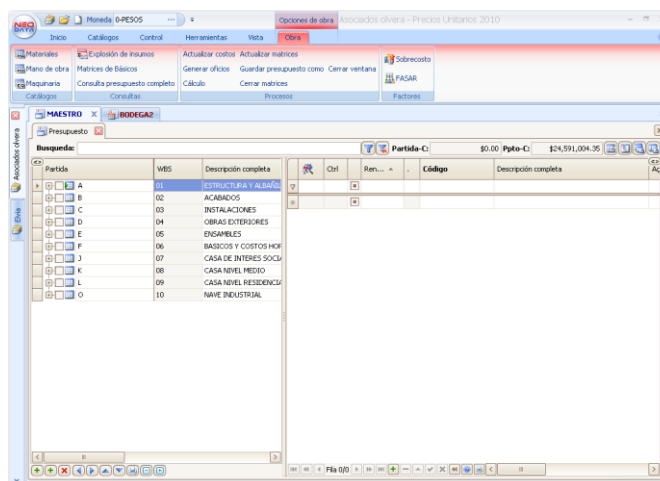 NEO DATA
Moneda 0-PESOS
Opciones de obra
Asociados olvera - Precios Unitarios 2010
Inicio Catálogos Control Herramientas Vista Obra
Materiales Explosión de insumos Actualizar costos Actualizar matrices Sobrecosto
Mano de obra Matrices de Básicos Generar oficios Guardar presupuesto como Cerrar ventana
Maquinaria Consulta presupuesto completo Cálculo Cerrar matrices FASAR
Catálogos Consultas Procesos Factores
MAESTRO X BODEGA2
Presupuesto
Asociados olvera
Elvia
Busqueda: Partida-C: $0.00 Ppto-C: $24,591,004.35
Partida WBS Descripción completa Ctrl Ren... . Código Descripción completa
A 01 ESTRUCTURA Y ALBAÑIL
B 02 ACABADOS
C 03 INSTALACIONES
D 04 OBRAS EXTERIORES
E 05 ENSAMBLES
F 06 BASICOS Y COSTOS HOR
J 07 CASA DE INTERES SOCIA
K 08 CASA NIVEL MEDIO
L 09 CASA NIVEL RESIDENCIA
O 10 NAVE INDUSTRIAL
Fila 0/0